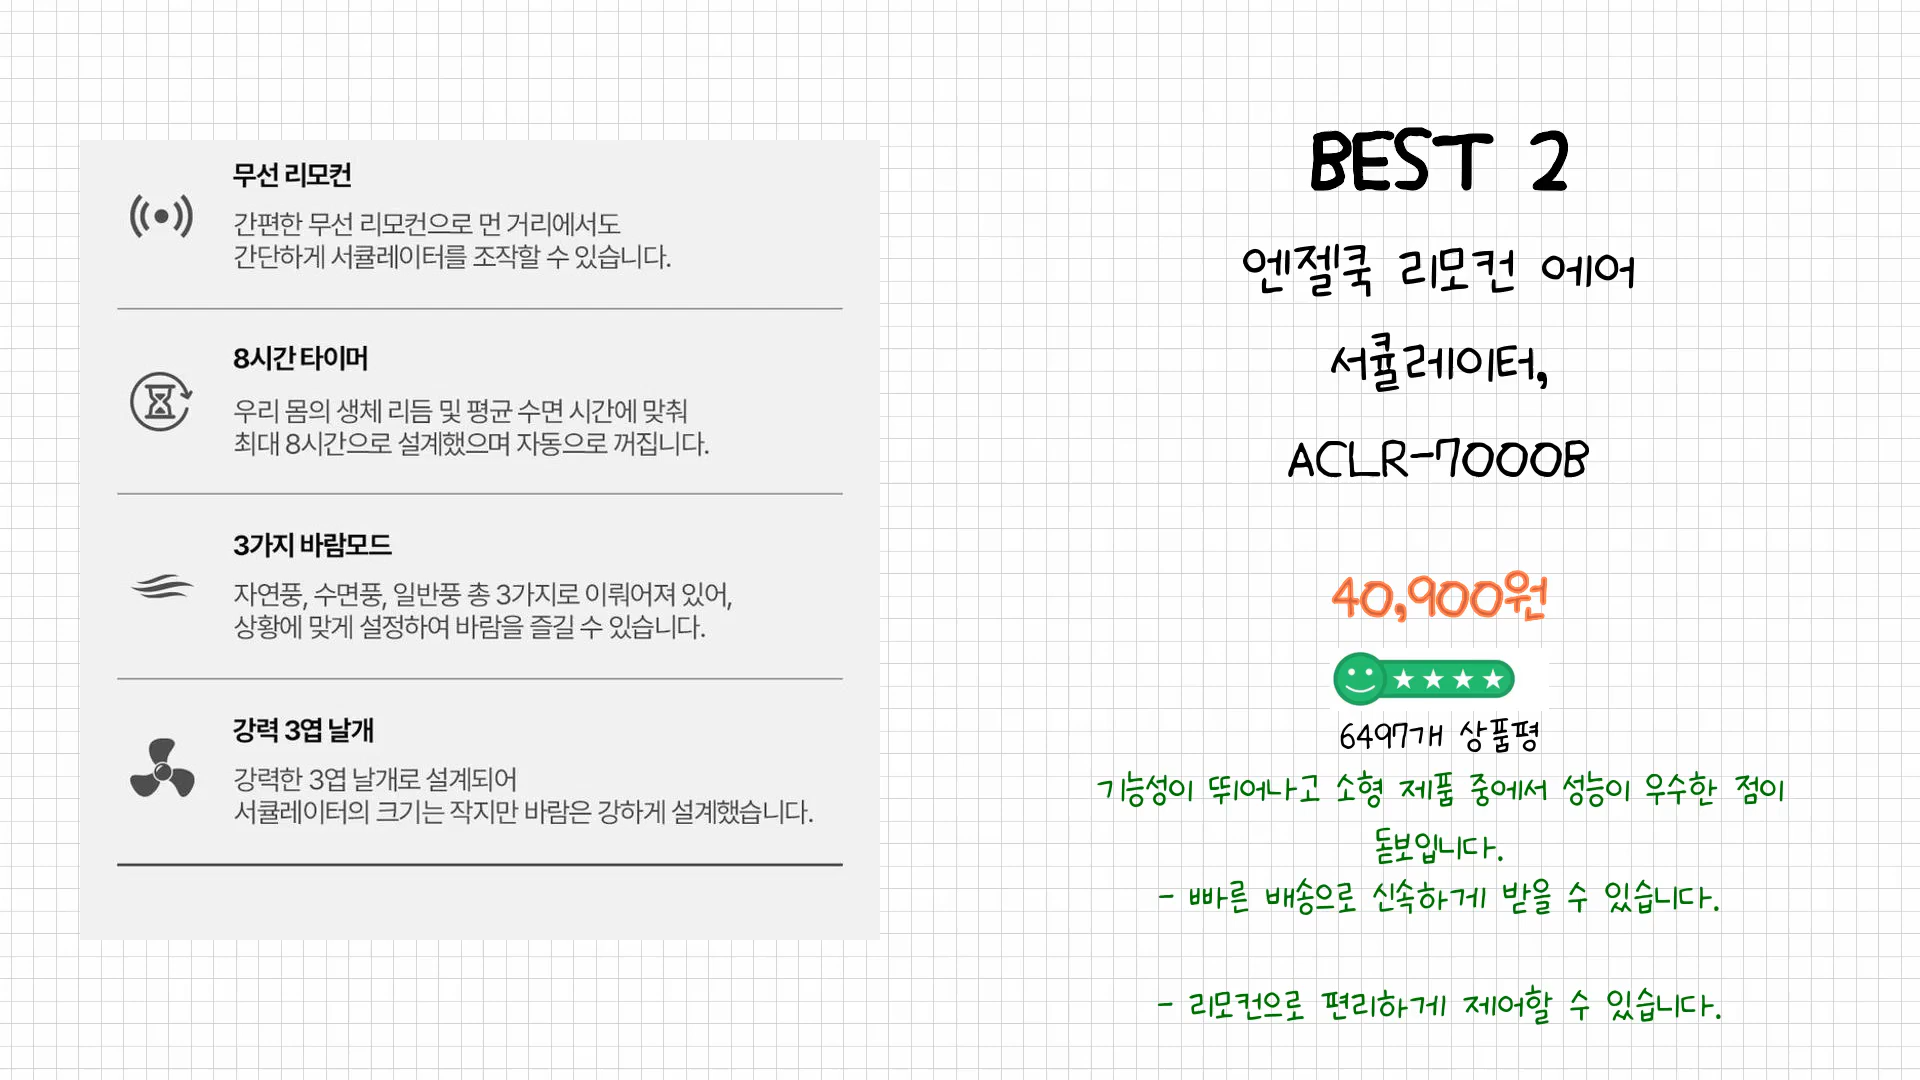 무선 리모컨
간편한 무선 리모컨으로 먼 거리에서도
간단하게 서큘레이터를 조작할 수 있습니다.
8시간 타이머
우리 몸의 생체 리듬 및 평균 수면 시간에 맞춰
최대 8시간으로 설계했으며 자동으로 꺼집니다.
3가지 바람모드
자연풍, 수면풍, 일반풍 총 3가지로 이뤄어져 있어,
상황에 맞게 설정하여 바람을 즐길 수 있습니다.
강력 3엽 날개
강력한 3엽 날개로 설계되어
서큘레이터의 크기는 작지만 바람은 강하게 설계했습니다.
BEST 2
엔젤쿡 리모컨 에어
서큘레이터,
ACLR-7000B
40,900원
6497개 상품평
기능성이 뛰어나고 소형 제품 중에서 성능이 우수한 점이
돋보입니다.
- 빠른 배송으로 신속하게 받을 수 있습니다.
- 리모컨으로 편리하게 제어할 수 있습니다.